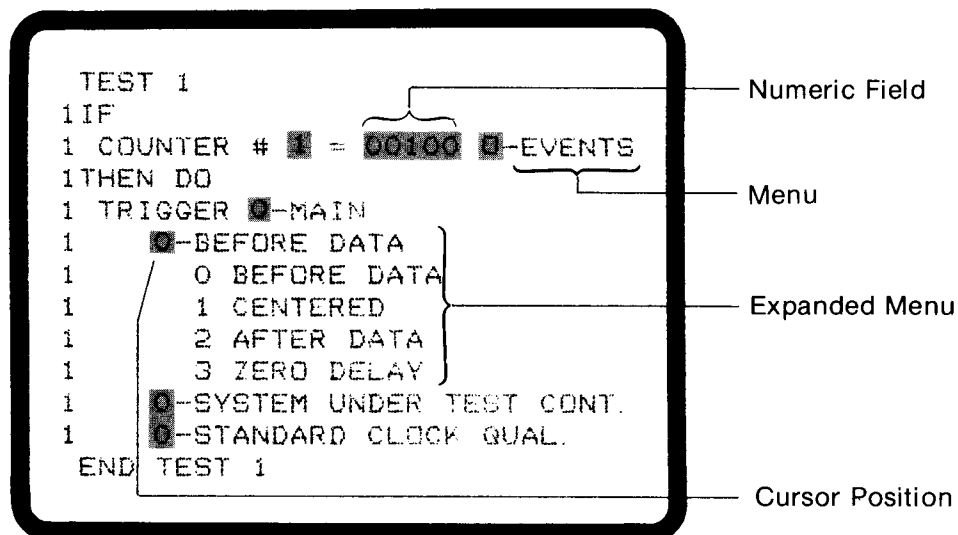 TEST 1
1IF
1 COUNTER # 1 = 00100 0-EVENTS
1THEN DO
1 TRIGGER 0-MAIN
1 0-BEFORE DATA
1 0 BEFORE DATA
1 1 CENTERED
1 2 AFTER DATA
1 3 ZERO DELAY
1 0-SYSTEM UNDER TEST CONT.
1 0-STANDARD CLOCK QUAL.
END TEST 1
Numeric Field
Menu
Expanded Menu
Cursor Position